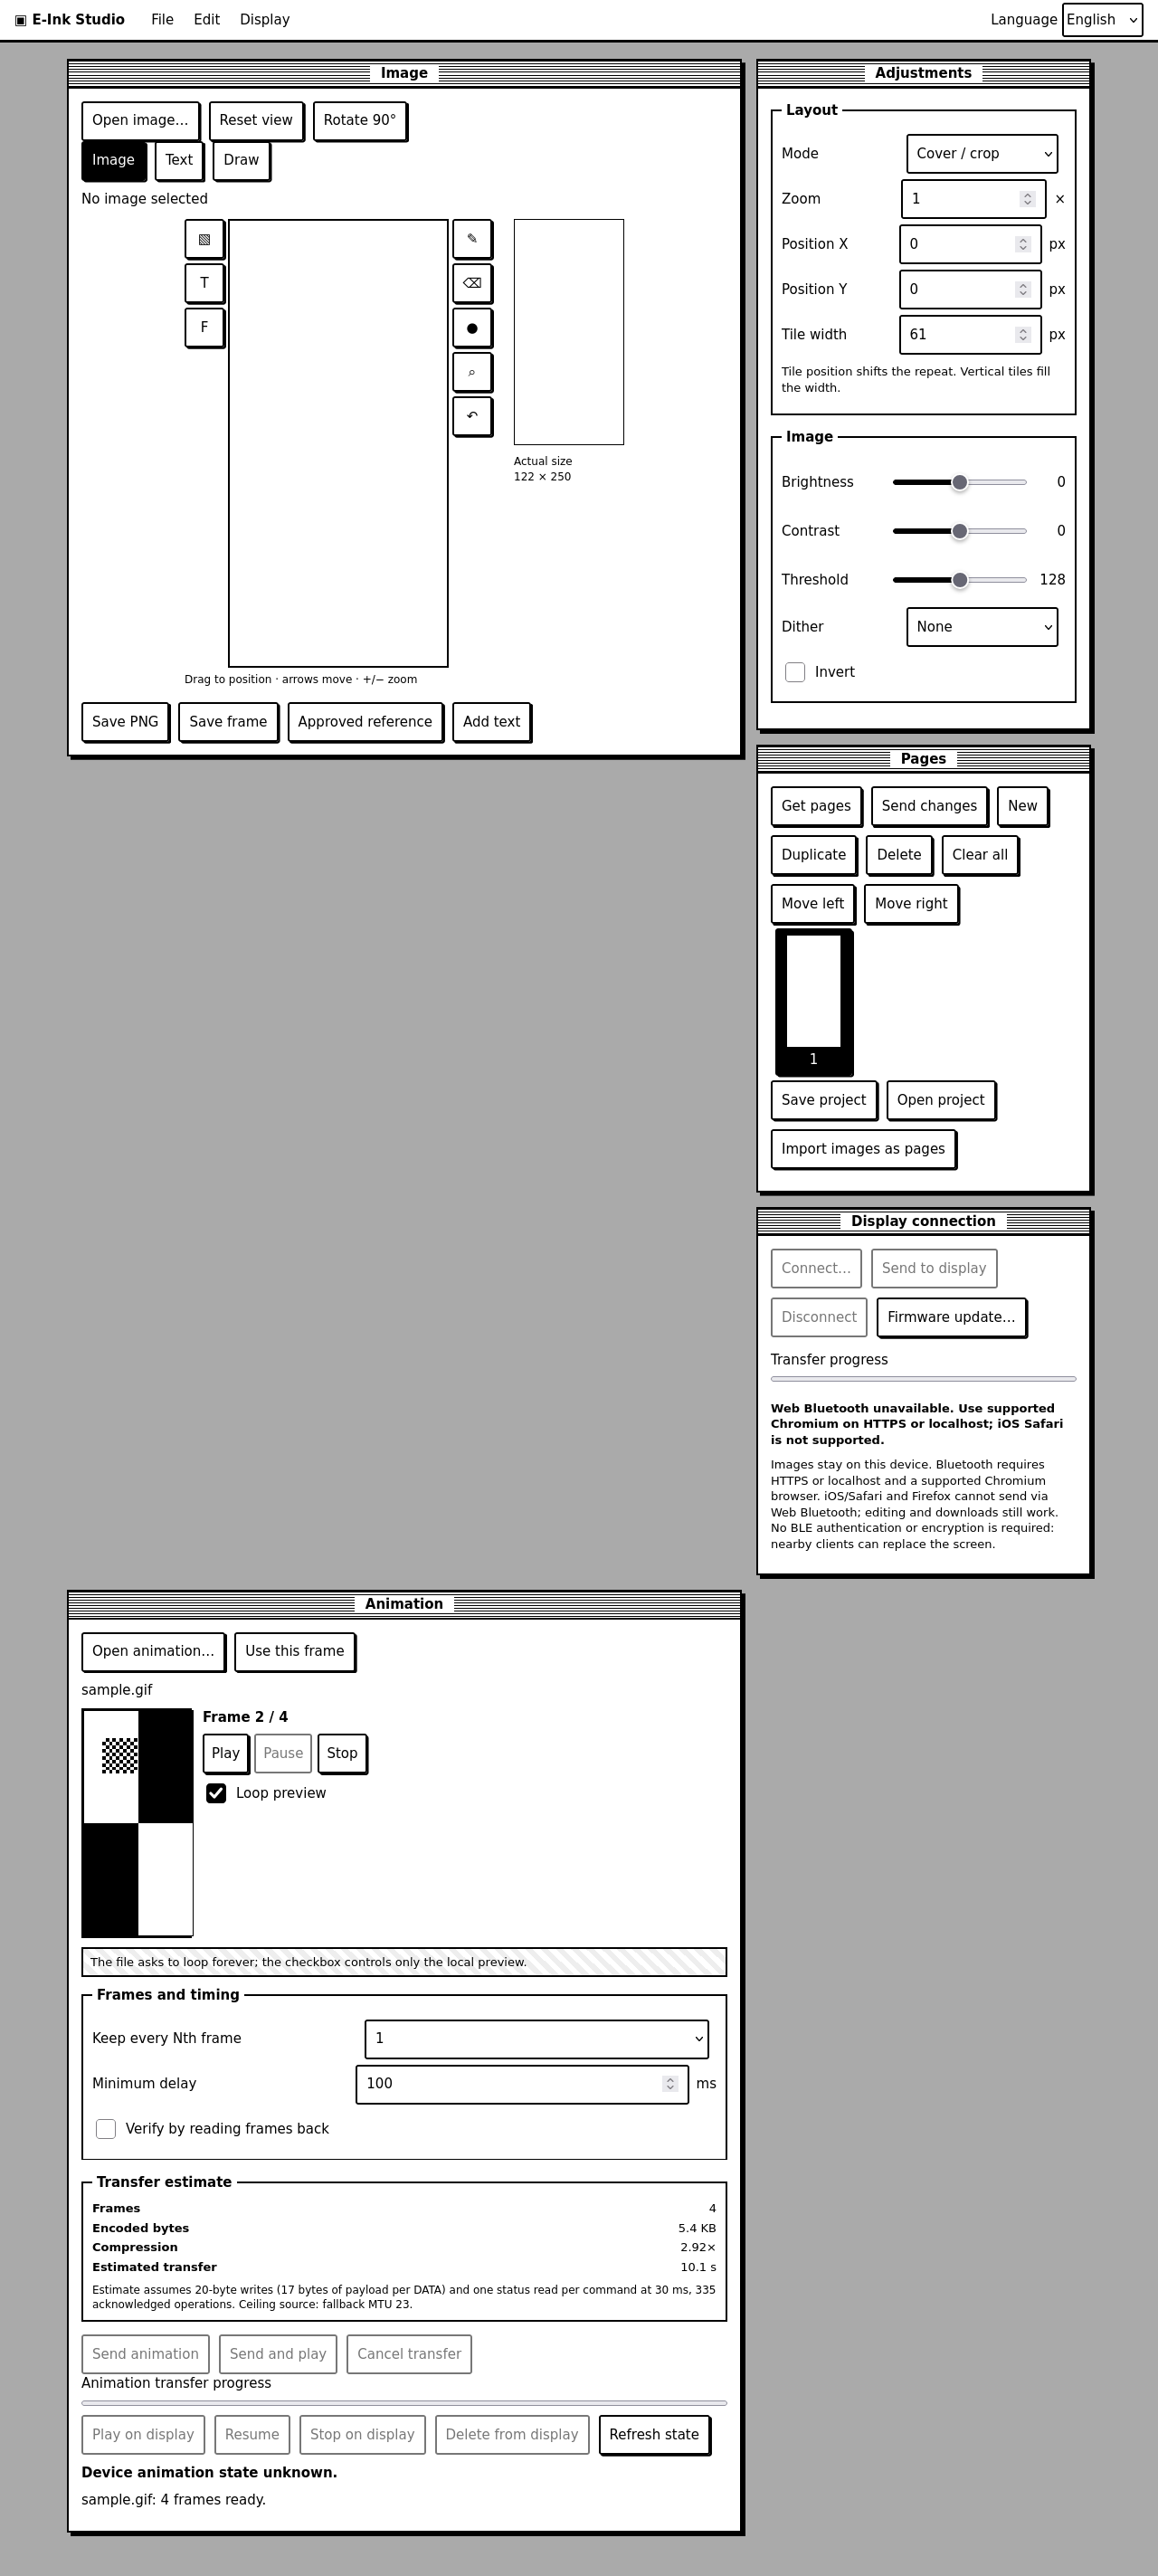 ▣ E-Ink Studio File Edit Display Language English
Image
Open image… Reset view Rotate 90°
Image Text Draw
No image selected
T
F
Actual size
122 × 250
Drag to position · arrows move · +/− zoom
Save PNG Save frame Approved reference Add text
Adjustments
Layout
Mode Cover / crop
Zoom 1 ×
Position X 0 px
Position Y 0 px
Tile width 61 px
Tile position shifts the repeat. Vertical tiles fill
the width.
Image
Brightness 0
Contrast 0
Threshold 128
Dither None
Invert
Pages
Get pages Send changes New
Duplicate Delete Clear all
Move left Move right
1
Save project Open project
Import images as pages
Display connection
Connect… Send to display
Disconnect Firmware update…
Transfer progress
Web Bluetooth unavailable. Use supported
Chromium on HTTPS or localhost; iOS Safari
is not supported.
Images stay on this device. Bluetooth requires
HTTPS or localhost and a supported Chromium
browser. iOS/Safari and Firefox cannot send via
Web Bluetooth; editing and downloads still work.
No BLE authentication or encryption is required:
nearby clients can replace the screen.
Animation
Open animation… Use this frame
sample.gif
Frame 2 / 4
Play Pause Stop
Loop preview
The file asks to loop forever; the checkbox controls only the local preview.
Frames and timing
Keep every Nth frame 1
Minimum delay 100 ms
Verify by reading frames back
Transfer estimate
Frames 4
Encoded bytes 5.4 KB
Compression 2.92×
Estimated transfer 10.1 s
Estimate assumes 20-byte writes (17 bytes of payload per DATA) and one status read per command at 30 ms, 335
acknowledged operations. Ceiling source: fallback MTU 23.
Send animation Send and play Cancel transfer
Animation transfer progress
Play on display Resume Stop on display Delete from display Refresh state
Device animation state unknown.
sample.gif: 4 frames ready.